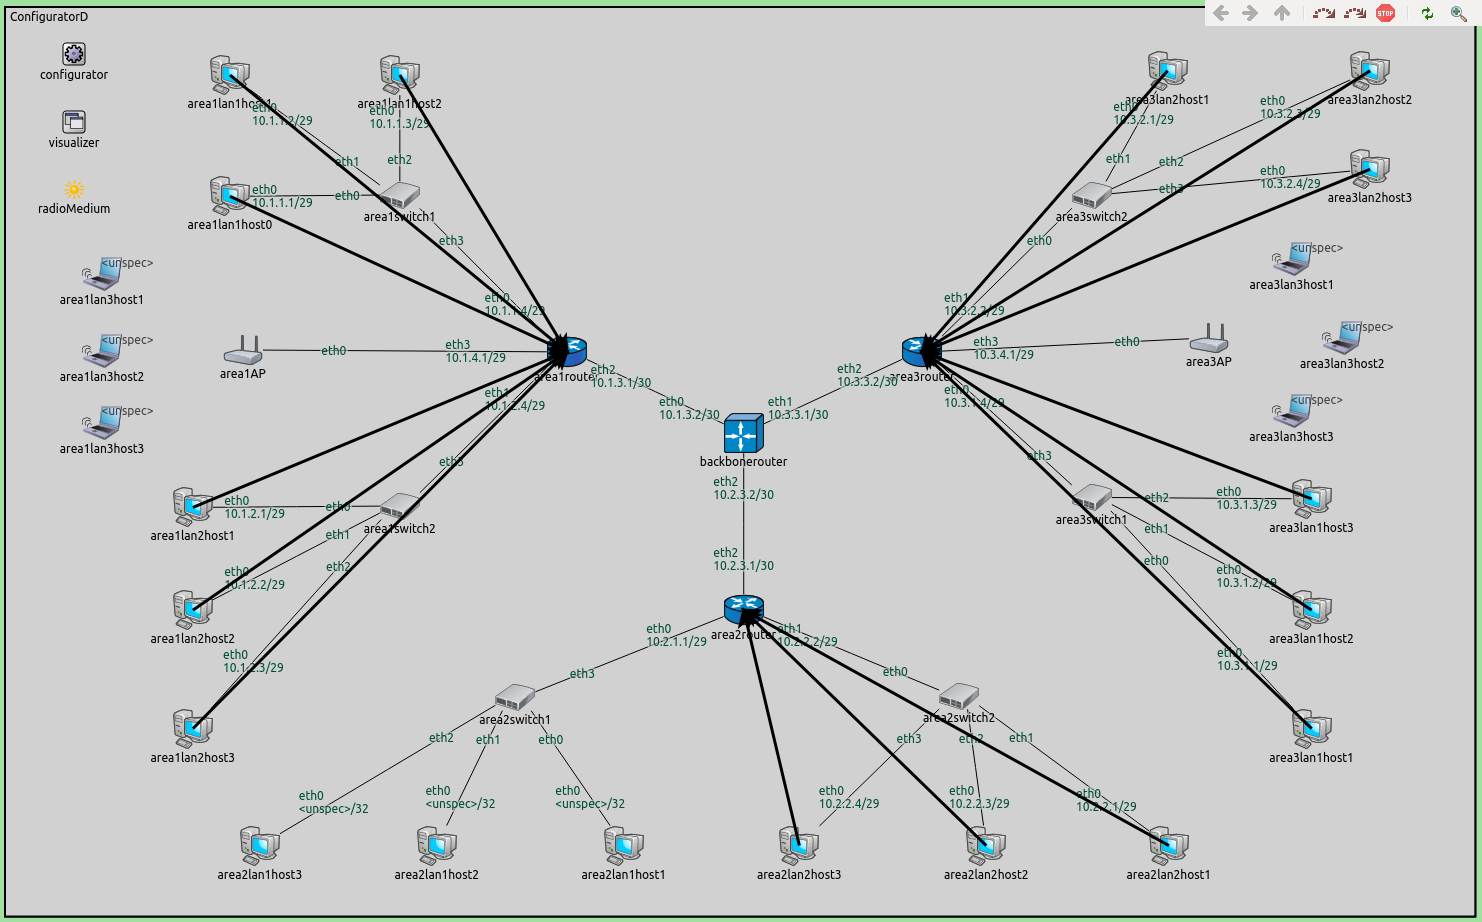 ConfiguratorD
STOP
configurator
visualizer
radioMedium
area1lan1host1
eth0
10.1.1.2/29
eth1
area1lan1host2
eth0
10.1.1.3/29
eth2
area1lan1host0
eth0
10.1.1.1/29
eth0
area1switch1
eth3
eth0
10.1.1.4/29
<unspec>
area1lan3host1
<unspec>
area1lan3host2
<unspec>
area1lan3host3
area1AP
eth0
eth3
10.1.4.1/29
area1router
eth2
10.1.3.1/30
eth0
10.1.3.2/30
eth1
10.1.2.4/29
eth3
area1switch2
eth0
eth1
eth2
area1lan2host1
eth0
10.1.2.1/29
area1lan2host2
eth0
10.1.2.2/29
area1lan2host3
eth0
10.1.2.3/29
area3lan2host1
eth0
10.3.2.1/29
eth1
area3lan2host2
eth0
10.3.2.3/29
eth2
area3lan2host3
eth0
10.3.2.4/29
eth3
area3switch2
eth0
eth1
10.3.2.2/29
<unspec>
area3lan3host1
<unspec>
area3lan3host2
<unspec>
area3lan3host3
area3AP
eth0
eth3
10.3.4.1/29
area3router
eth2
10.3.3.2/30
eth1
10.3.3.1/30
backbonerouter
eth0
10.3.1.4/29
eth3
area3switch1
eth2
eth1
eth0
eth0
10.3.1.3/29
area3lan1host3
eth0
10.3.1.2/29
area3lan1host2
eth0
10.3.1.1/29
area3lan1host1
eth2
10.2.3.2/30
eth2
10.2.3.1/30
area2router
eth0
10.2.1.1/29
eth1
10.2.2.2/29
eth3
area2switch1
eth2
eth1
eth0
eth0
area2switch2
eth3
eth2
eth1
eth0
<unspec>/32
area2lan1host3
eth0
<unspec>/32
area2lan1host2
eth0
<unspec>/32
area2lan1host1
eth0
10.2.2.4/29
area2lan2host3
eth0
10.2.2.3/29
area2lan2host2
eth0
10.2.2.1/29
area2lan2host1